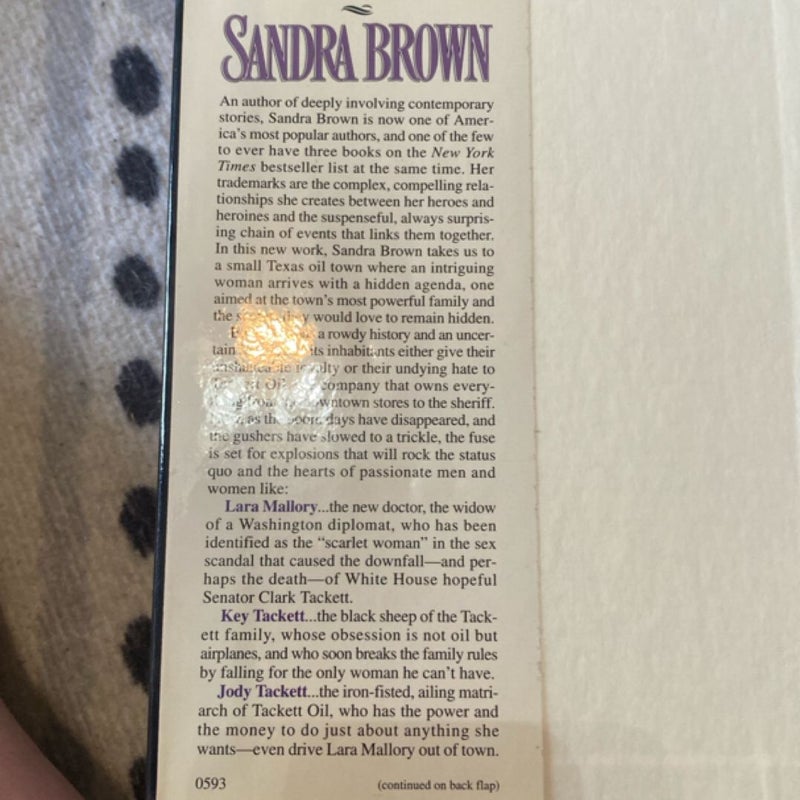 SANDRA BROWN
An author of deeply involving contemporary
stories, Sandra Brown is now one of Amer-
ica's most popular authors, and one of the few
to ever have three books on the New York
Times bestseller list at the same time. Her
trademarks are the complex, compelling rela-
tionships she creates between her heroes and
heroines and the suspenseful, always surpris-
ing chain of events that links them together.
In this new work, Sandra Brown takes us to
a small Texas oil town where an intriguing
woman arrives with a hidden agenda, one
aimed at the town's most powerful family and
the they would love to remain hidden.
a rowdy history and an uncer-
tain its inhabitants either give their
unshakeable loyalty or their undying hate to
Oil company that owns every-
from downtown stores to the sheriff.
as the boom days have disappeared, and
the gushers have slowed to a trickle, the fuse
is set for explosions that will rock the status
quo and the hearts of passionate men and
women like:
Lara Mallory...the new doctor, the widow
of a Washington diplomat, who has been
identified as the "scarlet woman" in the sex
scandal that caused the downfall—and per-
haps the death—of White House hopeful
Senator Clark Tackett.
Key Tackett...the black sheep of the Tack-
ett family, whose obsession is not oil but
airplanes, and who soon breaks the family rules
by falling for the only woman he can't have.
Jody Tackett...the iron-fisted, ailing matri-
arch of Tackett Oil, who has the power and
the money to do just about anything she
wants—even drive Lara Mallory out of town.
0593 (continued on back flap)